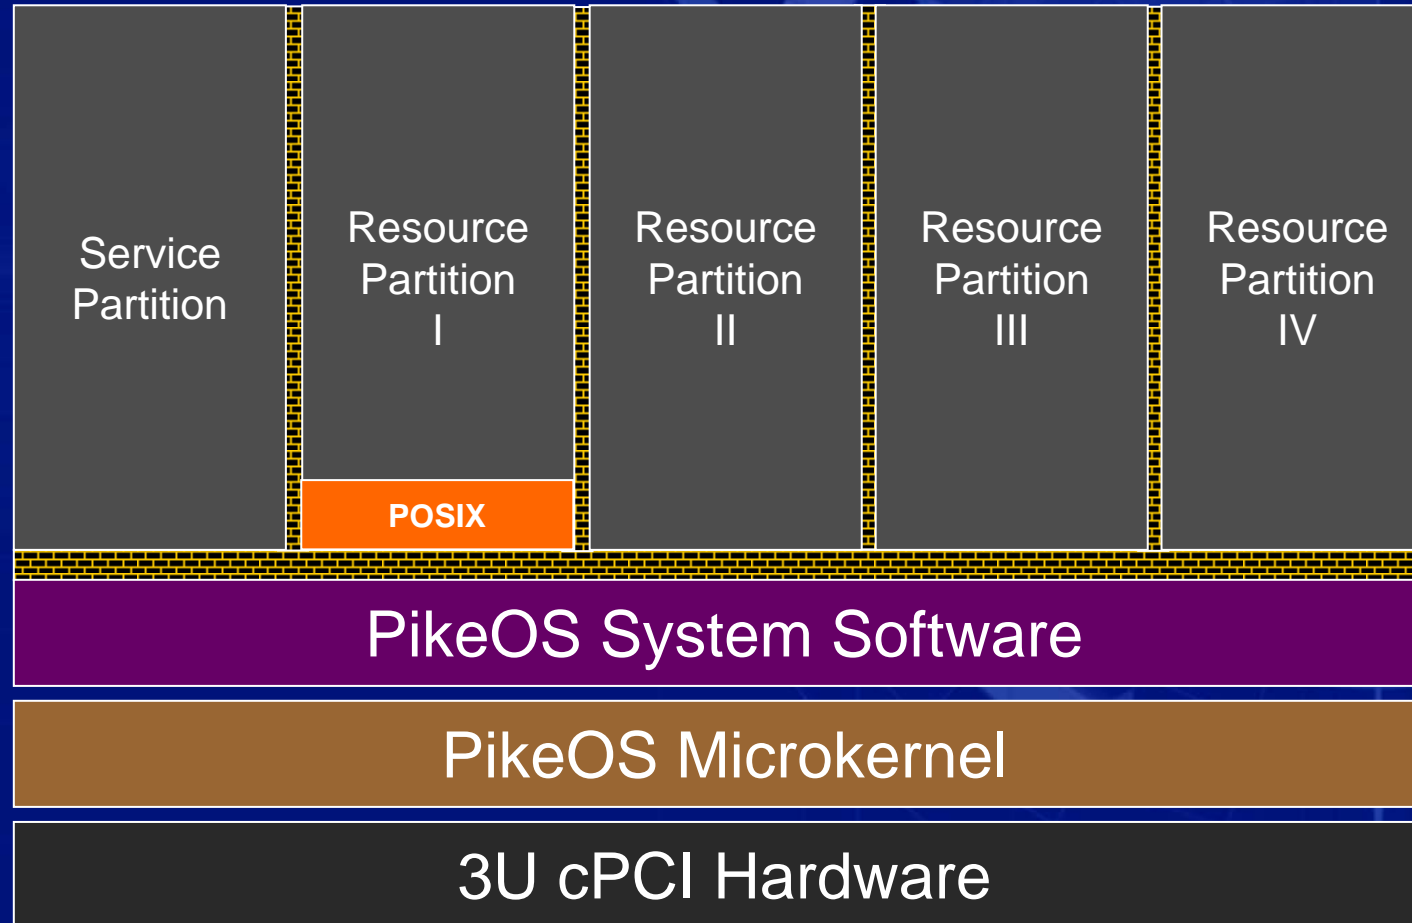 Service
Partition
Resource
Partition
I
Resource
Partition
II
Resource
Partition
III
Resource
Partition
IV
POSIX
PikeOS System Software
PikeOS Microkernel
3U cPCI Hardware